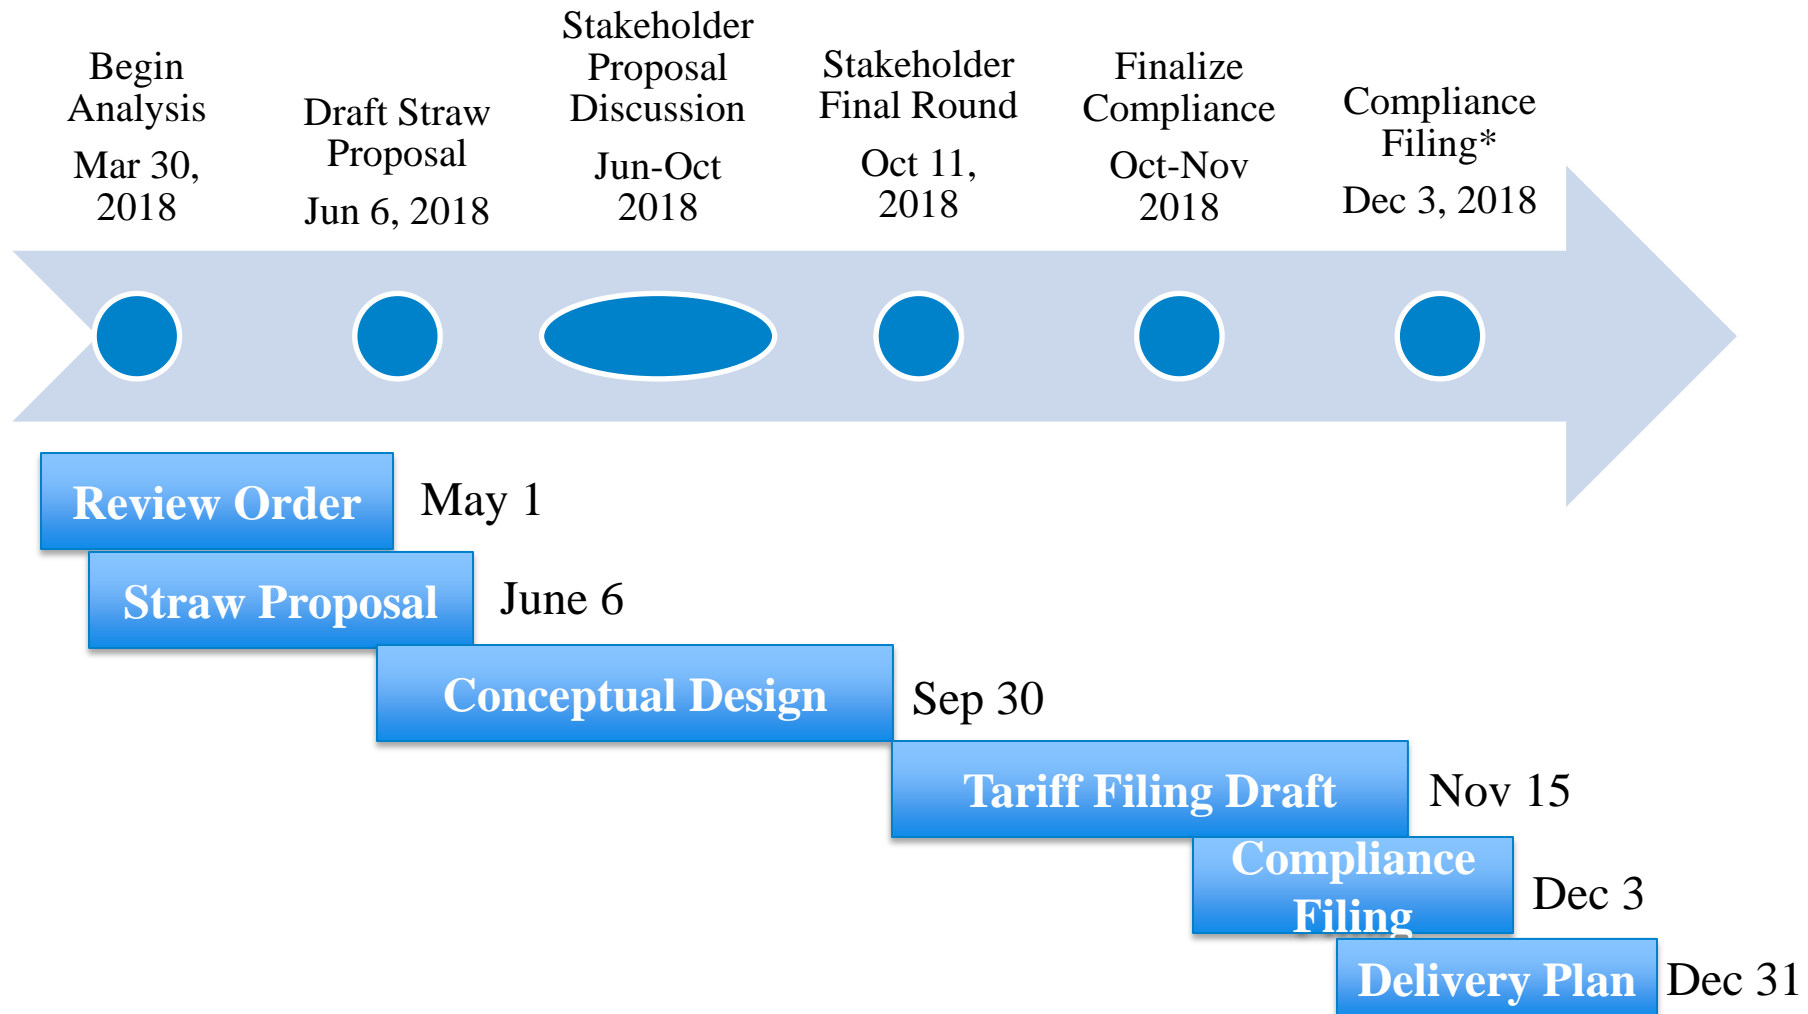 Begin
Analysis
Mar 30,
2018
Draft Straw
Proposal
Jun 6, 2018
Stakeholder
Proposal
Discussion
Jun-Oct
2018
Stakeholder
Final Round
Oct 11,
2018
Finalize
Compliance
Oct-Nov
2018
Compliance
Filing*
Dec 3, 2018
Review Order
May 1
Straw Proposal
June 6
Conceptual Design
Sep 30
Tariff Filing Draft
Nov 15
Compliance
Filing
Dec 3
Delivery Plan
Dec 31